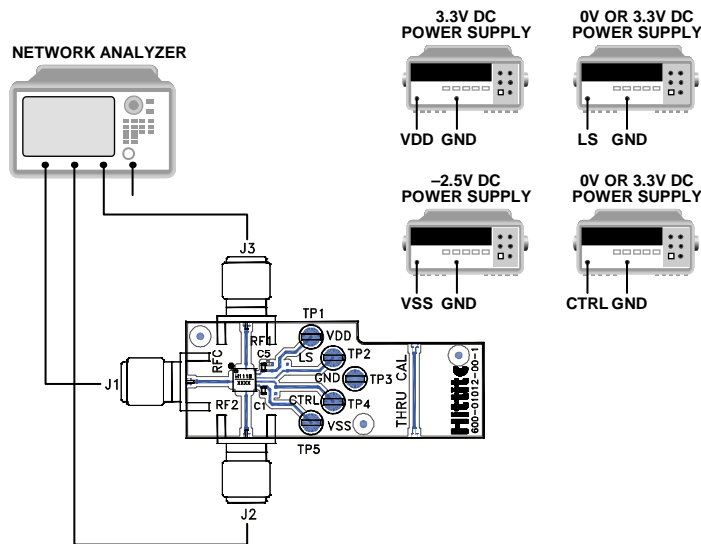 NETWORK ANALYZER
3.3V DC
POWER SUPPLY
VDD GND
0V OR 3.3V DC
POWER SUPPLY
LS GND
–2.5V DC
POWER SUPPLY
VSS GND
0V OR 3.3V DC
POWER SUPPLY
CTRL GND
J3
TP1
RF1
VDD
C5
LS
TP2
RFC
GND
TP3
J1
XXXX
CTRL
TP4
RF2
C1
VSS
TP5
J2
THRU CAL
Hittite
600-01012-00-1